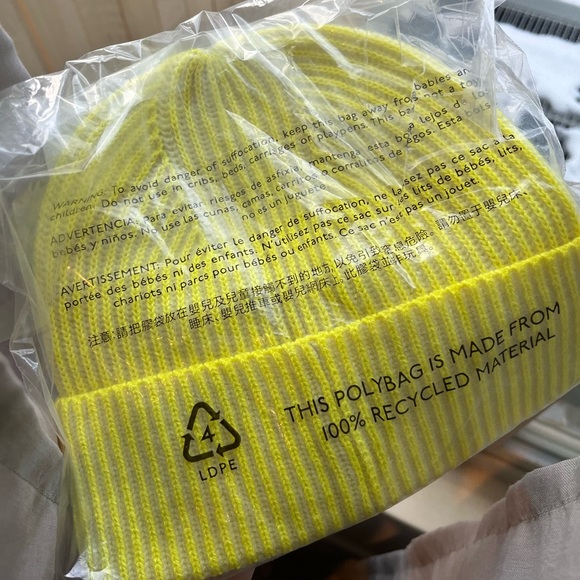 WARNING: To avoid danger of suffocation, keep this bag away from babies and
children. Do not use in cribs, beds, carriages or playpens. This bag is not a toy.
ADVERTENCIA: para evitar riesgos de asfixia, mantenga esta bolsa lejos de los
bebés y niños. No use las cunas, camas, carritos o corralitos de juegos. Esta bolsa
no es un juguete.
AVERTISSEMENT: Pour éviter le danger de suffocation, ne laissez pas ce sac à la
portée des bébés ni des enfants. N'utilisez pas ce sac sur les lits de bébés, lits,
chariots ni parcs pour bébés ou enfants. Ce sac n'est pas un jouet.
注意: 請把膠袋放在嬰兒及兒童接觸不到的地方,以免引致窒息危險。請勿置于嬰兒床、
睡床、嬰兒推車或嬰兒網床上。此膠袋並非玩具。
4
LDPE
THIS POLYBAG IS MADE FROM
100% RECYCLED MATERIAL